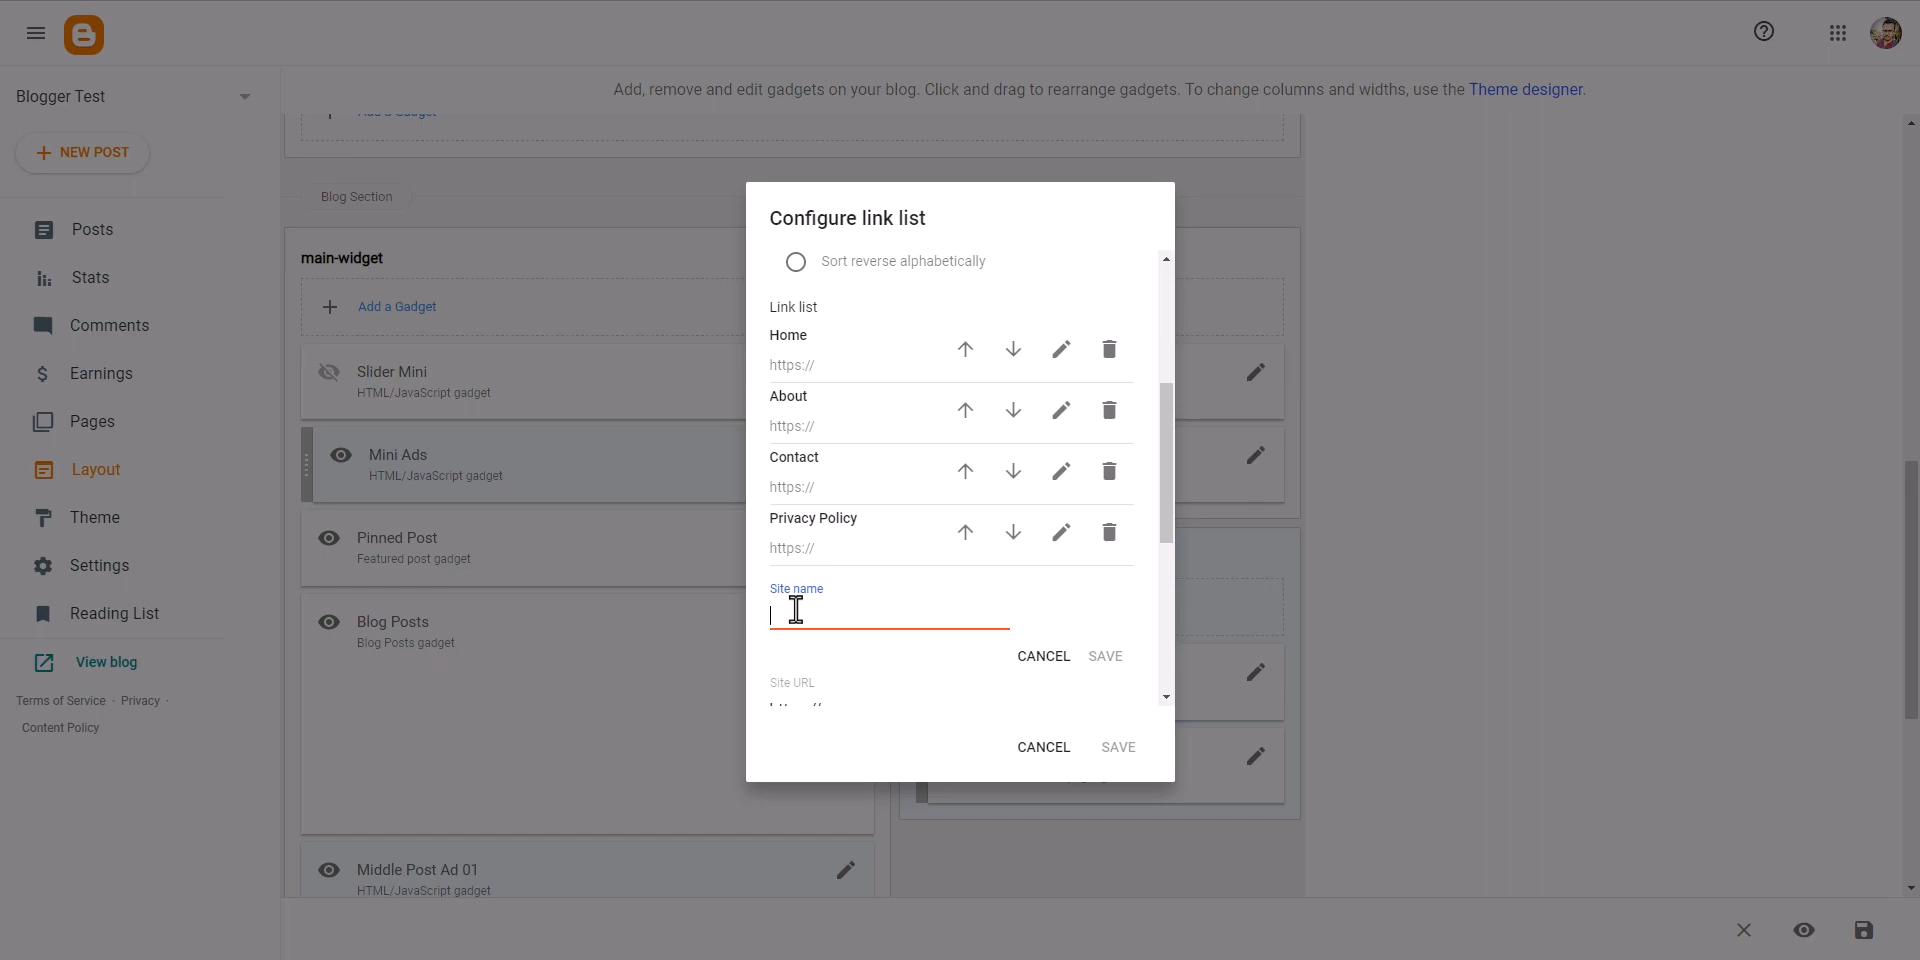 Blogger Test
Add, remove and edit gadgets on your blog. Click and drag to rearrange gadgets. To change columns and widths, use the Theme designer.
NEW POST
Posts
Stats
Comments
Earnings
Pages
Layout
Theme
Settings
Reading List
View blog
Terms of Service · Privacy ·
Content Policy
Add a Gadget
Blog Section
main-widget
Add a Gadget
Slider Mini
HTML/JavaScript gadget
Mini Ads
HTML/JavaScript gadget
Pinned Post
Featured post gadget
Blog Posts
Blog Posts gadget
Middle Post Ad 01
HTML/JavaScript gadget
Configure link list
Sort reverse alphabetically
Link list
Home
https://
About
https://
Contact
https://
Privacy Policy
https://
Site name
CANCEL SAVE
Site URL
https://
CANCEL SAVE